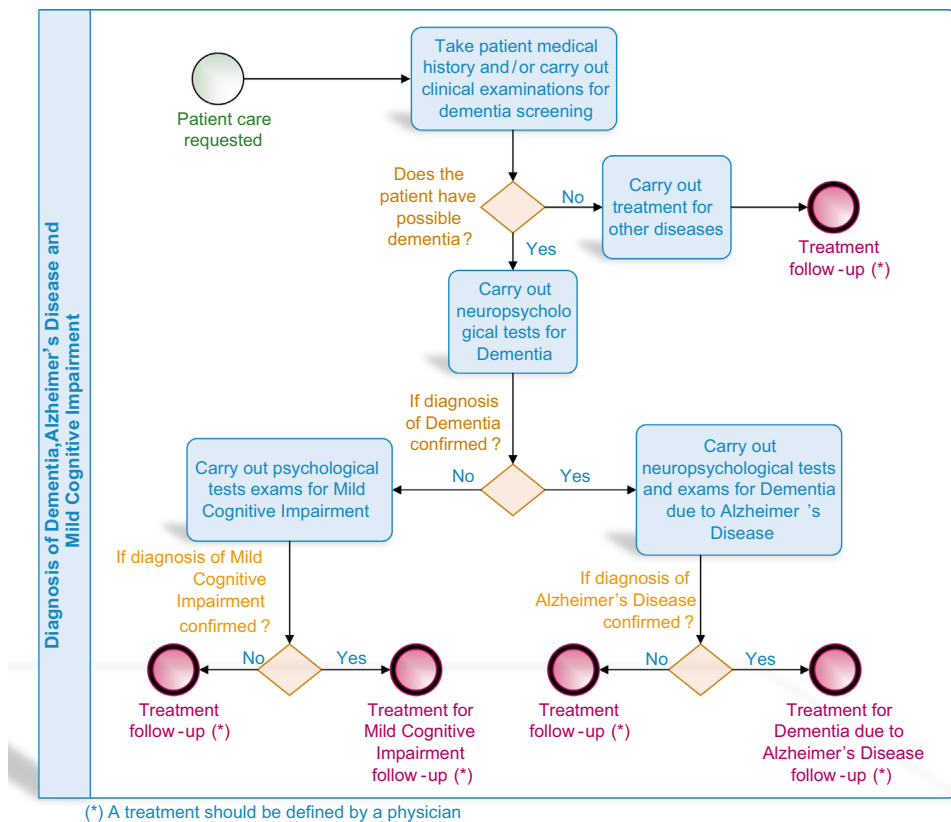 Diagnosis of Dementia,Alzheimer's Disease and
Mild Cognitive Impairment
Patient care
requested
Take patient medical
history and/or carry out
clinical examinations for
dementia screening
Does the
patient have
possible
dementia?
No
Carry out
treatment for
other diseases
Treatment
follow-up (*)
Yes
Carry out
neuropsycholo
gical tests for
Dementia
If diagnosis
of Dementia
confirmed?
No
Yes
Carry out psychological
tests exams for Mild
Cognitive Impairment
Carry out
neuropsychological tests
and exams for Dementia
due to Alzheimer 's
Disease
If diagnosis of Mild
Cognitive
Impairment
confirmed?
No
Yes
Treatment
follow-up (*)
Treatment for
Mild Cognitive
Impairment
follow-up (*)
If diagnosis of
Alzheimer's Disease
confirmed?
No
Yes
Treatment
follow-up (*)
Treatment for
Dementia due to
Alzheimer's Disease
follow-up (*)
(*) A treatment should be defined by a physician